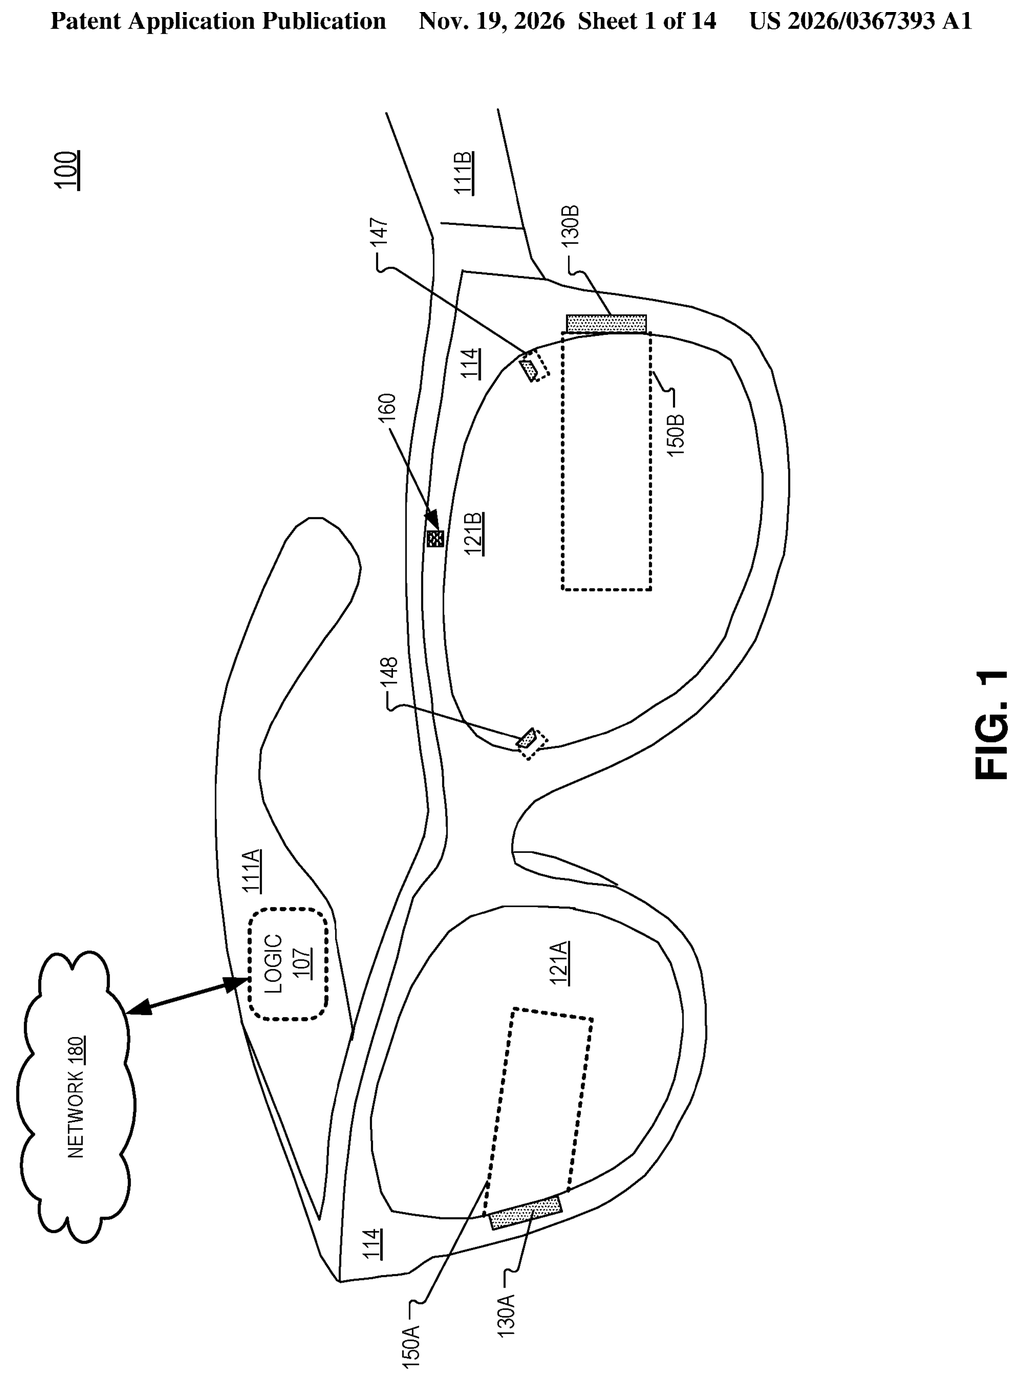 Patent Application Publication Nov. 19, 2026 Sheet 1 of 14 US 2026/0367393 A1
100
111B
147
130B
114
160
150B
121B
148
111A
LOGIC
107
121A
NETWORK 180
114
130A
150A
FIG. 1